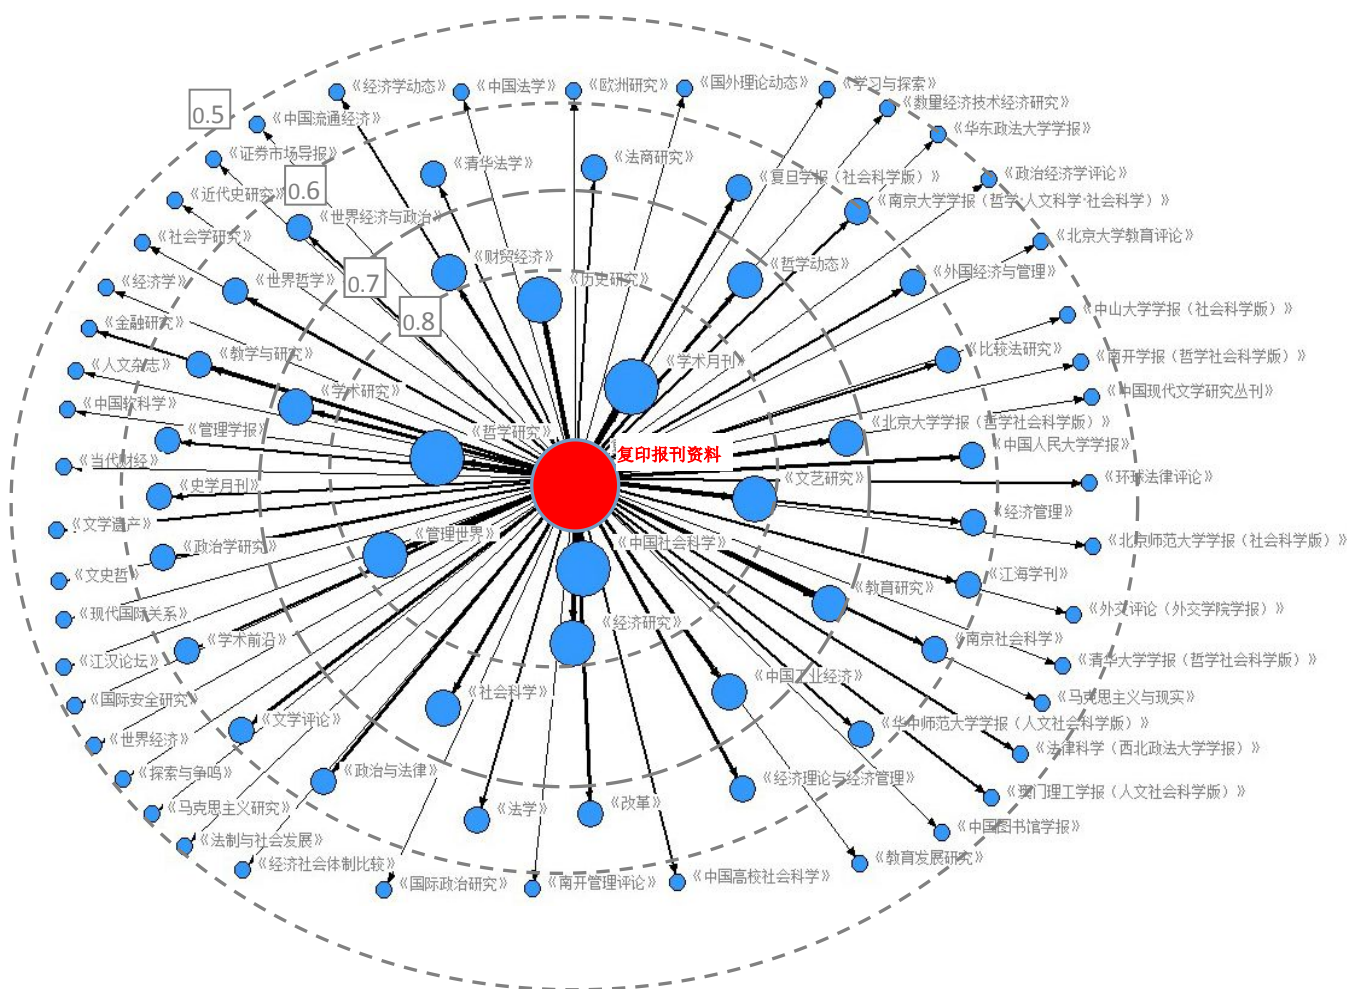 《经济学动态》
《中国法学》
《欧洲研究》
《国外理论动态》
《学习与探索》
0.5
《中国流通经济》
《数量经济技术经济研究》
《华东政法大学学报》
《证券市场导报》
《清华法学》
《法商研究》
《复旦学报（社会科学版）》
《政治经济学评论》
《近代史研究》
0.6
《世界经济与政治》
《南京大学学报（哲学·人文科学·社会科学）》
《社会学研究》
《北京大学教育评论》
《世界哲学》
0.7
《财贸经济》
《历史研究》
《哲学动态》
《外国经济与管理》
《经济学》
0.8
《金融研究》
《中山大学学报（社会科学版）》
《教学与研究》
《学术月刊》
《比较法研究》
《南开学报（哲学社会科学版）》
《人文杂志》
《学术研究》
《中国现代文学研究丛刊》
《中国软科学》
《管理学报》
《哲学研究》
《北京大学学报（哲学社会科学版）》
《中国人民大学学报》
复印报刊资料
《当代财经》
《史学月刊》
《文艺研究》
《环球法律评论》
《文学遗产》
《经济管理》
《政治学研究》
《管理世界》
《中国社会科学》
《北京师范大学学报（社会科学版）》
《文史哲》
《教育研究》
《江海学刊》
《现代国际关系》
《经济研究》
《外交评论（外交学院学报）》
《学术前沿》
《南京社会科学》
《江汉论坛》
《清华大学学报（哲学社会科学版）》
《国际安全研究》
《社会科学》
《中国工业经济》
《马克思主义与现实》
《文学评论》
《华中师范大学学报（人文社会科学版）》
《世界经济》
《法律科学（西北政法大学学报）》
《探索与争鸣》
《政治与法律》
《经济理论与经济管理》
《澳门理工学报（人文社会科学版）》
《马克思主义研究》
《法学》
《改革》
《中国图书馆学报》
《法制与社会发展》
《经济社会体制比较》
《教育发展研究》
《国际政治研究》
《南开管理评论》
《中国高校社会科学》